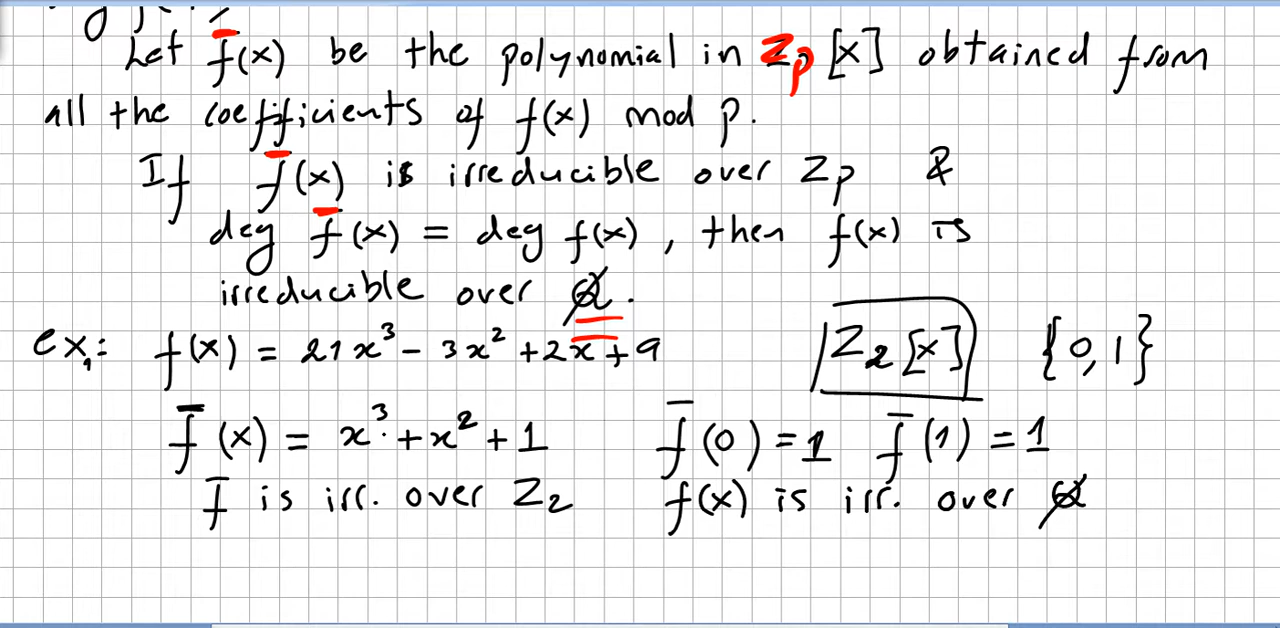 Let f̅(x) be the polynomial in Zp[x] obtained from
all the coefficients of f(x) mod p.
If f̅(x) is irreducible over Zp &
deg f̅(x) = deg f(x), then f(x) is
irreducible over Q.
ex1: f(x) = 21x³ - 3x² + 2x + 9 Z₂[x] {0,1}
f̅(x) = x³ + x² + 1 f̅(0) = 1 f̅(1) = 1
f̅ is irr. over Z₂ f(x) is irr. over Q